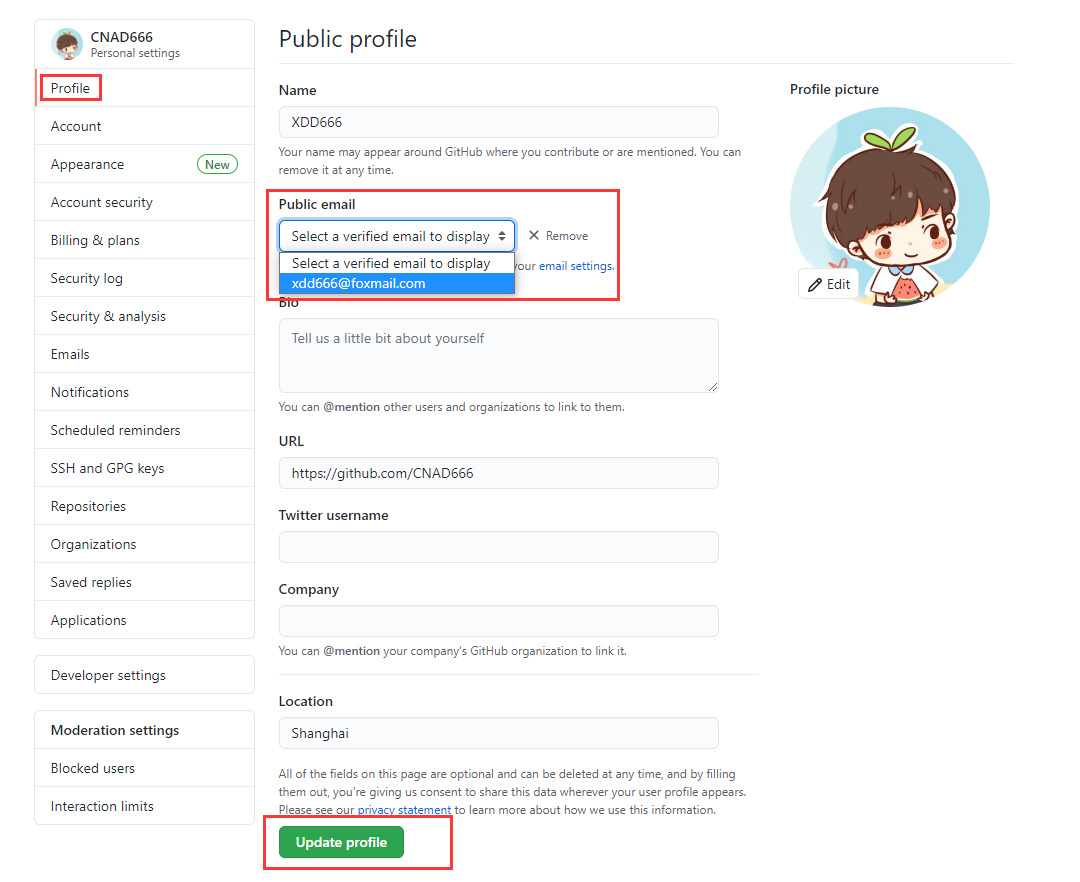 CNAD666
Personal settings
Profile
Account
Appearance New
Account security
Billing & plans
Security log
Security & analysis
Emails
Notifications
Scheduled reminders
SSH and GPG keys
Repositories
Organizations
Saved replies
Applications
Developer settings
Moderation settings
Blocked users
Interaction limits
Public profile
Name
XDD666
Your name may appear around GitHub where you contribute or are mentioned. You can
remove it at any time.
Public email
Select a verified email to display Remove
Select a verified email to display
your email settings.
xdd666@foxmail.com
Bio
Tell us a little bit about yourself
You can @mention other users and organizations to link to them.
URL
https://github.com/CNAD666
Twitter username
Company
You can @mention your company's GitHub organization to link it.
Location
Shanghai
All of the fields on this page are optional and can be deleted at any time, and by filling
them out, you're giving us consent to share this data wherever your user profile appears.
Please see our privacy statement to learn more about how we use this information.
Update profile
Profile picture
Edit